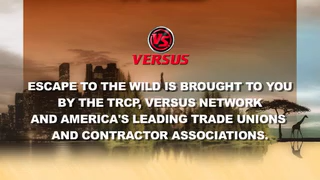 VS
VERSUS
ESCAPE TO THE WILD IS BROUGHT TO YOU
BY THE TRCP, VERSUS NETWORK
AND AMERICA'S LEADING TRADE UNIONS
AND CONTRACTOR ASSOCIATIONS.